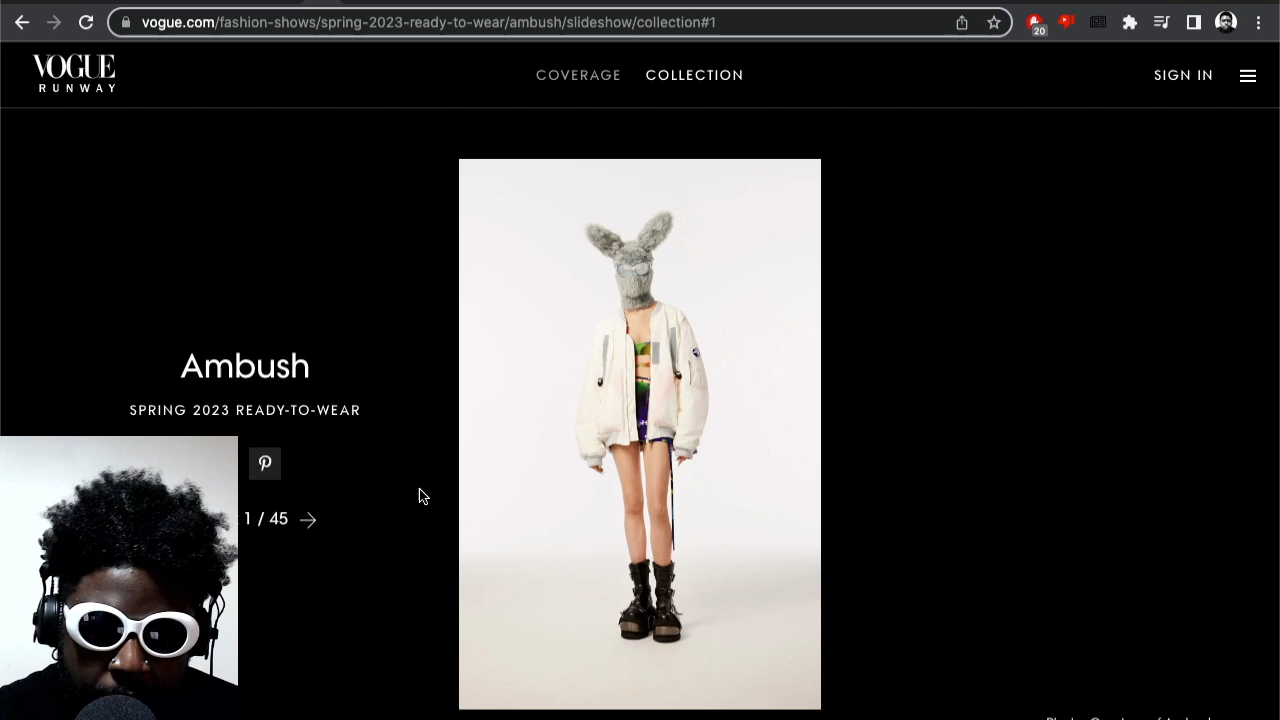 vogue.com/fashion-shows/spring-2023-ready-to-wear/ambush/slideshow/collection#1
20
VOGUE
RUNWAY
COVERAGE
COLLECTION
SIGN IN
Ambush
SPRING 2023 READY-TO-WEAR
1 / 45